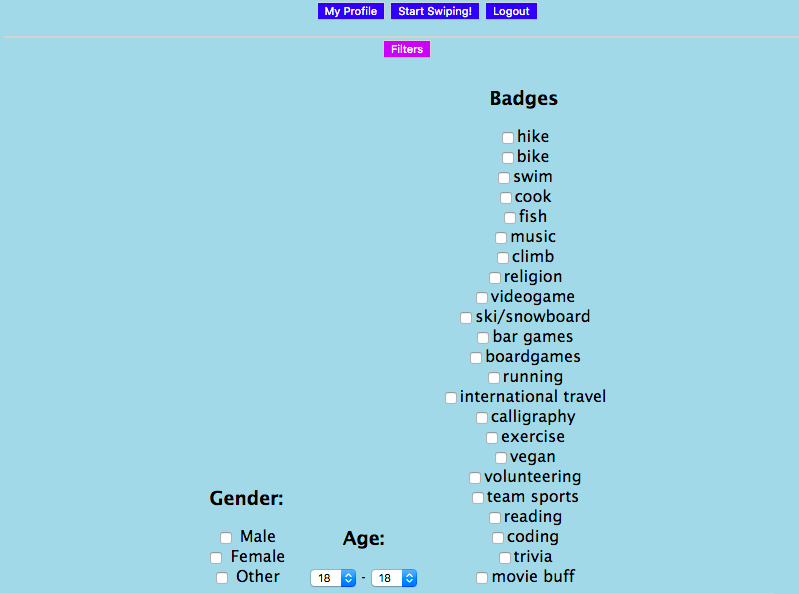 My Profile Start Swiping! Logout
Filters
Badges
hike
bike
swim
cook
fish
music
climb
religion
videogame
ski/snowboard
bar games
boardgames
running
international travel
calligraphy
exercise
vegan
volunteering
team sports
reading
coding
trivia
movie buff
Gender:
Male
Female
Other
Age:
18 - 18